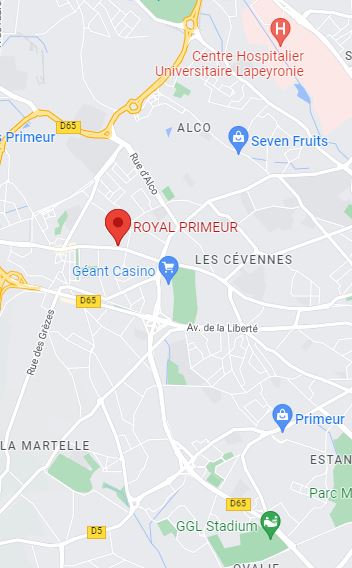 H
Centre Hospitalier
Universitaire Lapeyronie
D65
ALCO
s Primeur
Seven Fruits
Rue d'Alco
ROYAL PRIMEUR
LES CÉVENNES
Géant Casino
D65
Av. de la Liberté
Rue des Grèzes
Primeur
LA MARTELLE
ESTAN
Parc M
D65
D5
GGL Stadium
OVALIE